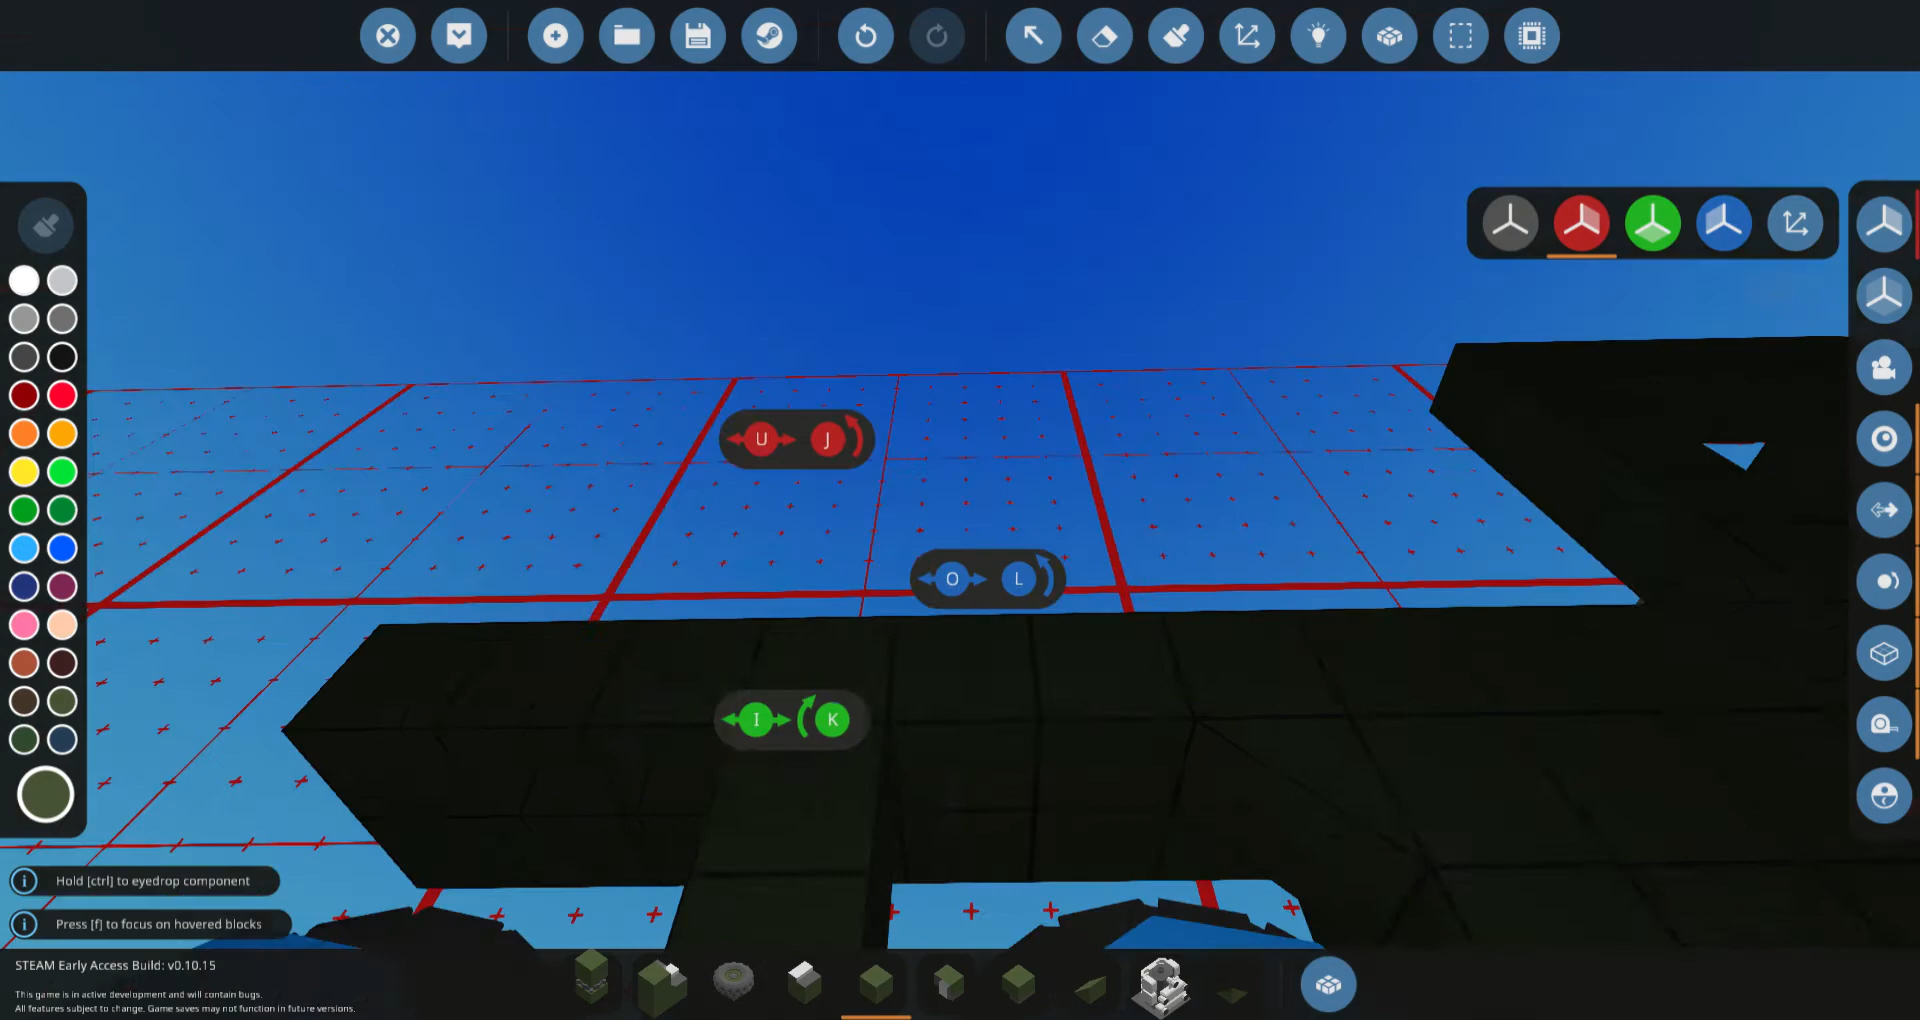 U J
O L
I K
Hold [ctrl] to eyedrop component
Press [f] to focus on hovered blocks
STEAM Early Access Build: v0.10.15
This game is in active development and will contain bugs.
All features subject to change. Game saves may not function in future versions.